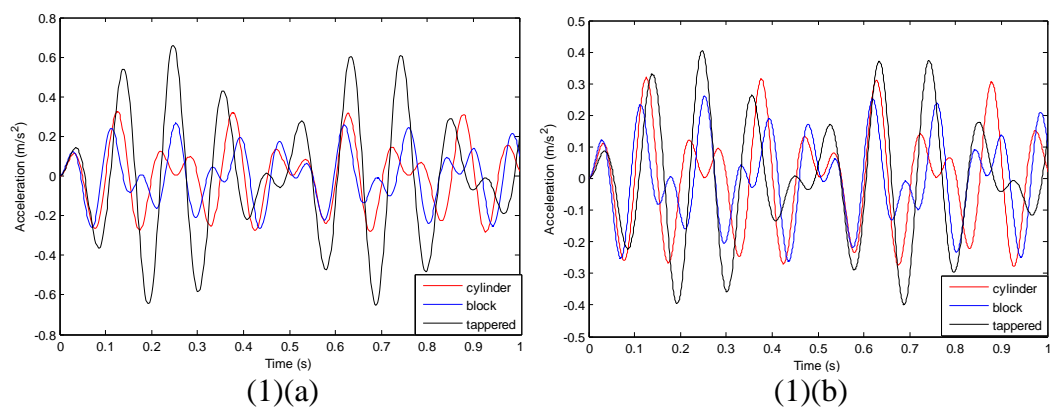 0.8
0.6
0.4
0.2
0
-0.2
-0.4
-0.6
-0.8
Acceleration (m/s²)
0 0.1 0.2 0.3 0.4 0.5 0.6 0.7 0.8 0.9 1
Time (s)
cylinder
block
tappered
(1)(a)
0.5
0.4
0.3
0.2
0.1
0
-0.1
-0.2
-0.3
-0.4
-0.5
Acceleration (m/s²)
0 0.1 0.2 0.3 0.4 0.5 0.6 0.7 0.8 0.9 1
Time (s)
cylinder
block
tappered
(1)(b)